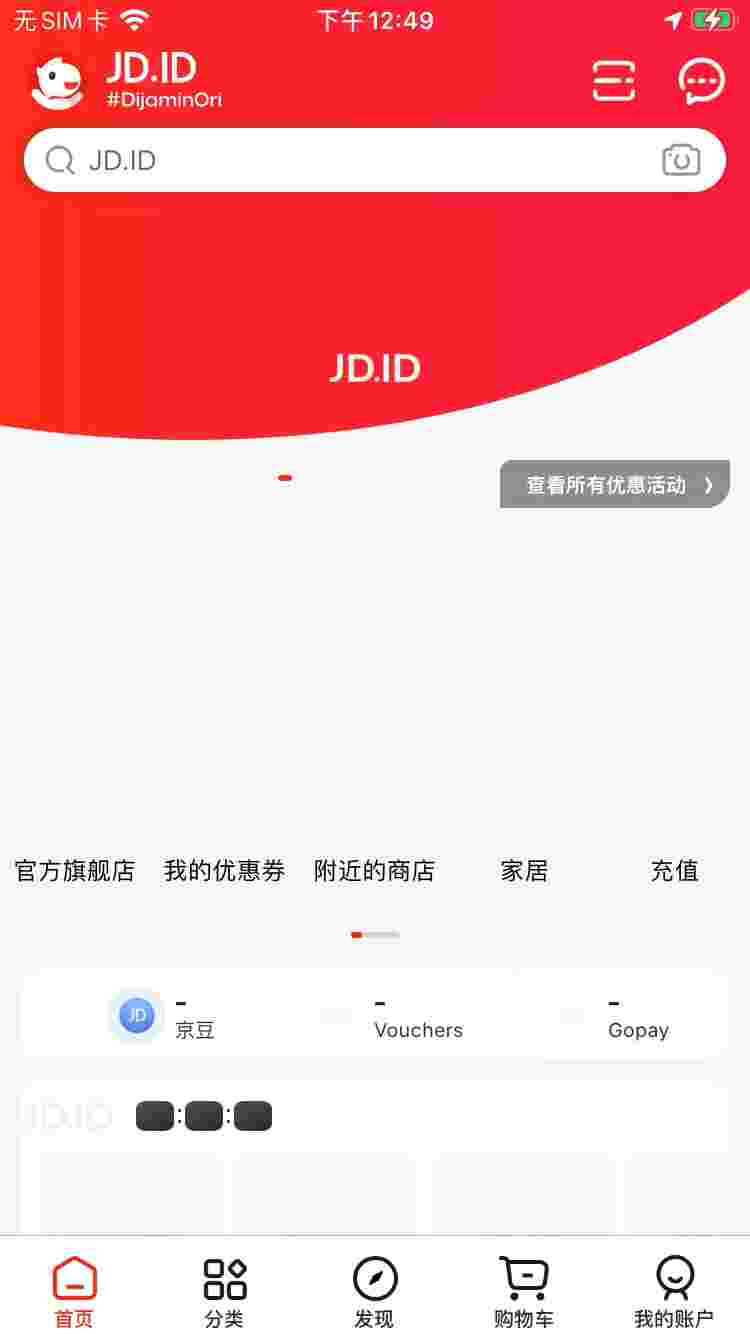 无SIM卡 下午12:49
JD.ID
#DijaminOri
JD.ID
JD.ID
查看所有优惠活动 ›
官方旗舰店 我的优惠券 附近的商店 家居 充值
JD - - -
京豆 Vouchers Gopay
JD.ID : :
首页 分类 发现 购物车 我的账户